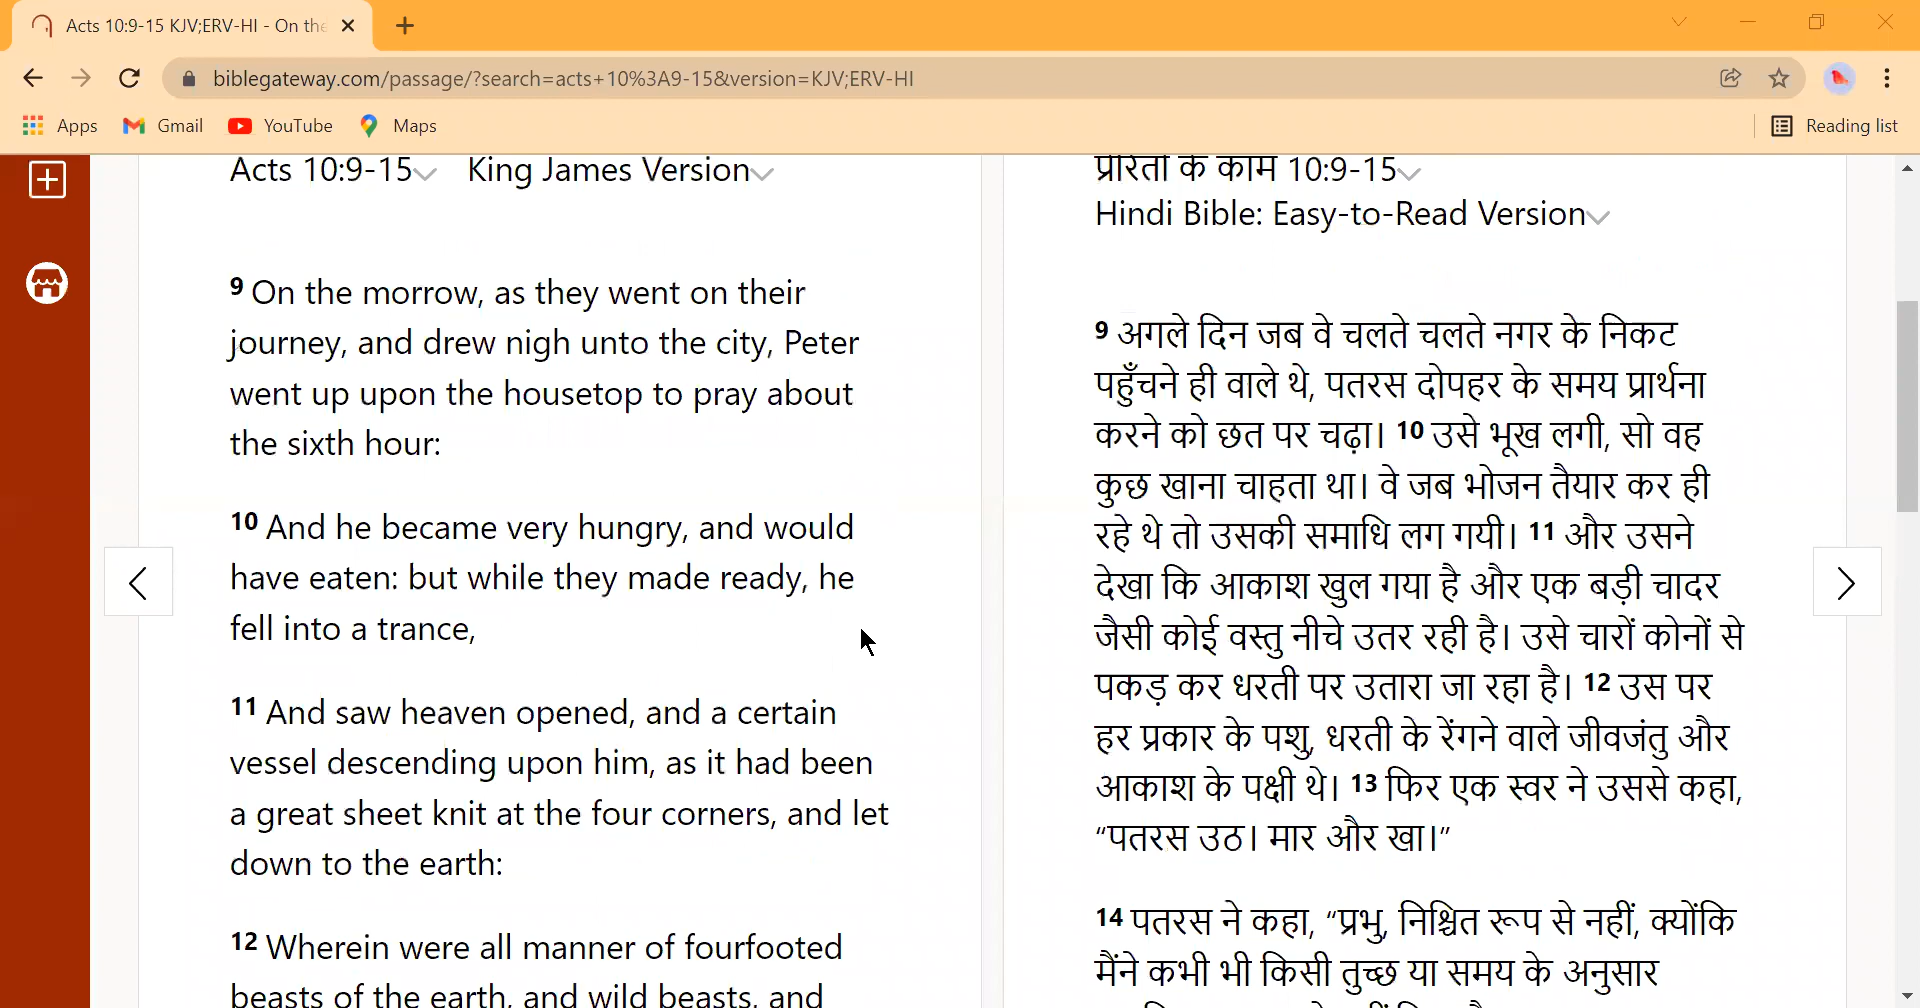 Acts 10:9-15 KJV;ERV-HI - On the
biblegateway.com/passage/?search=acts+10%3A9-15&version=KJV;ERV-HI
Apps Gmail YouTube Maps Reading list
Acts 10:9-15 King James Version
9 On the morrow, as they went on their
journey, and drew nigh unto the city, Peter
went up upon the housetop to pray about
the sixth hour:
10 And he became very hungry, and would
have eaten: but while they made ready, he
fell into a trance,
11 And saw heaven opened, and a certain
vessel descending upon him, as it had been
a great sheet knit at the four corners, and let
down to the earth:
12 Wherein were all manner of fourfooted
beasts of the earth, and wild beasts, and
प्रेरितों के काम 10:9-15
Hindi Bible: Easy-to-Read Version
9 अगले दिन जब वे चलते चलते नगर के निकट
पहुँचने ही वाले थे, पतरस दोपहर के समय प्रार्थना
करने को छत पर चढ़ा। 10 उसे भूख लगी, सो वह
कुछ खाना चाहता था। वे जब भोजन तैयार कर ही
रहे थे तो उसकी समाधि लग गयी। 11 और उसने
देखा कि आकाश खुल गया है और एक बड़ी चादर
जैसी कोई वस्तु नीचे उतर रही है। उसे चारों कोनों से
पकड़ कर धरती पर उतारा जा रहा है। 12 उस पर
हर प्रकार के पशु, धरती के रेंगने वाले जीवजंतु और
आकाश के पक्षी थे। 13 फिर एक स्वर ने उससे कहा,
“पतरस उठ। मार और खा।”
14 पतरस ने कहा, “प्रभु, निश्चित रूप से नहीं, क्योंकि
मैंने कभी भी किसी तुच्छ या समय के अनुसार